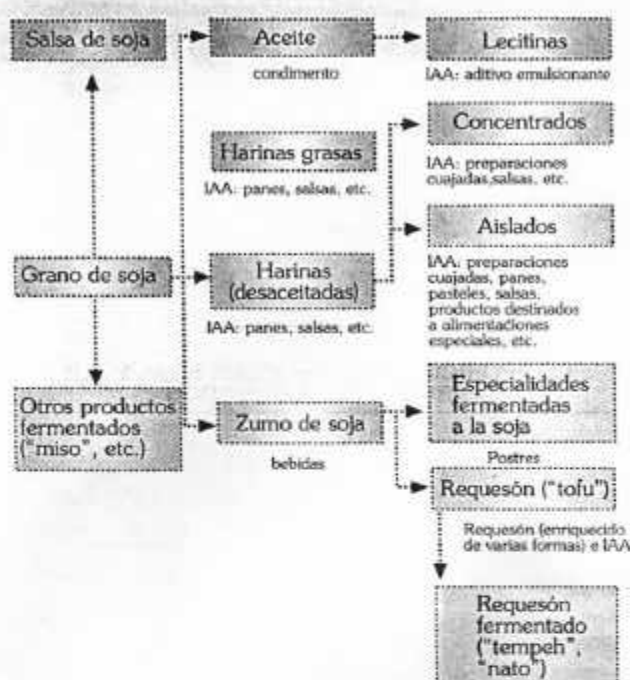 Salsa de soja
Aceite
condimento
Lecitinas
IAA: aditivo emulsionante
Harinas grasas
IAA: panes, salsas, etc.
Concentrados
IAA: preparaciones
cuajadas,salsas, etc.
Aislados
IAA: preparaciones
cuajadas, panes,
pasteles, salsas,
productos destinados
a alimentaciones
especiales, etc.
Grano de soja
Harinas
(desaceitadas)
IAA: panes, salsas, etc.
Otros productos
fermentados
("miso", etc.)
Zumo de soja
bebidas
Especialidades
fermentadas
a la soja
Postres
Requesón ("tofu")
Requesón (enriquecido
de varias formas) e IAA
Requesón
fermentado
("tempeh",
"nato")